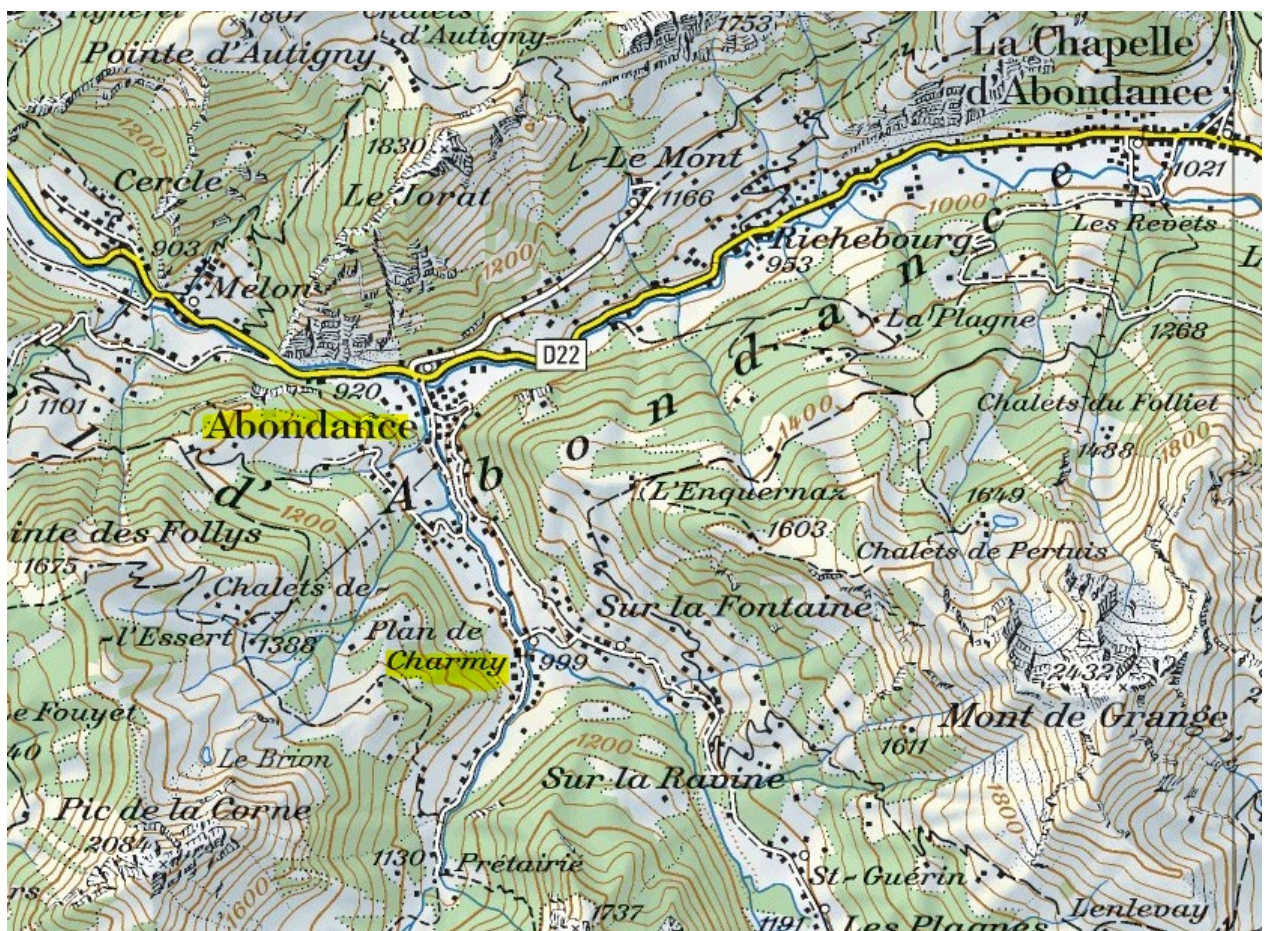 1807
Chalets
d'Autigny
Pointe d'Autigny
1753
La Chapelle
d'Abondance
1200
1830
Le Mont
Cercle
Le Jorat
1166
1021
1000
Les Revets
903
1200
Richebourg
953
Melon
La Plagne
1268
D22
920
1101
Abondance
1400
Chalets du Folliet
1488
1800
l d' A b o n d a n c e
L'Enquernaz
1649
1200
inte des Follys
1603
Chalets de Pertuis
1675
Chalets de
l'Essert
1388
Sur la Fontaine
Plan de
Charmy
999
2432
e Fouyet
40
Mont de Grange
1200
1611
Le Brion
Sur la Ravine
Pic de la Corne
2084
1800
1130
Prétairie
St-Guérin
1600
1737
1191
Les Plagnes
Lenlevay